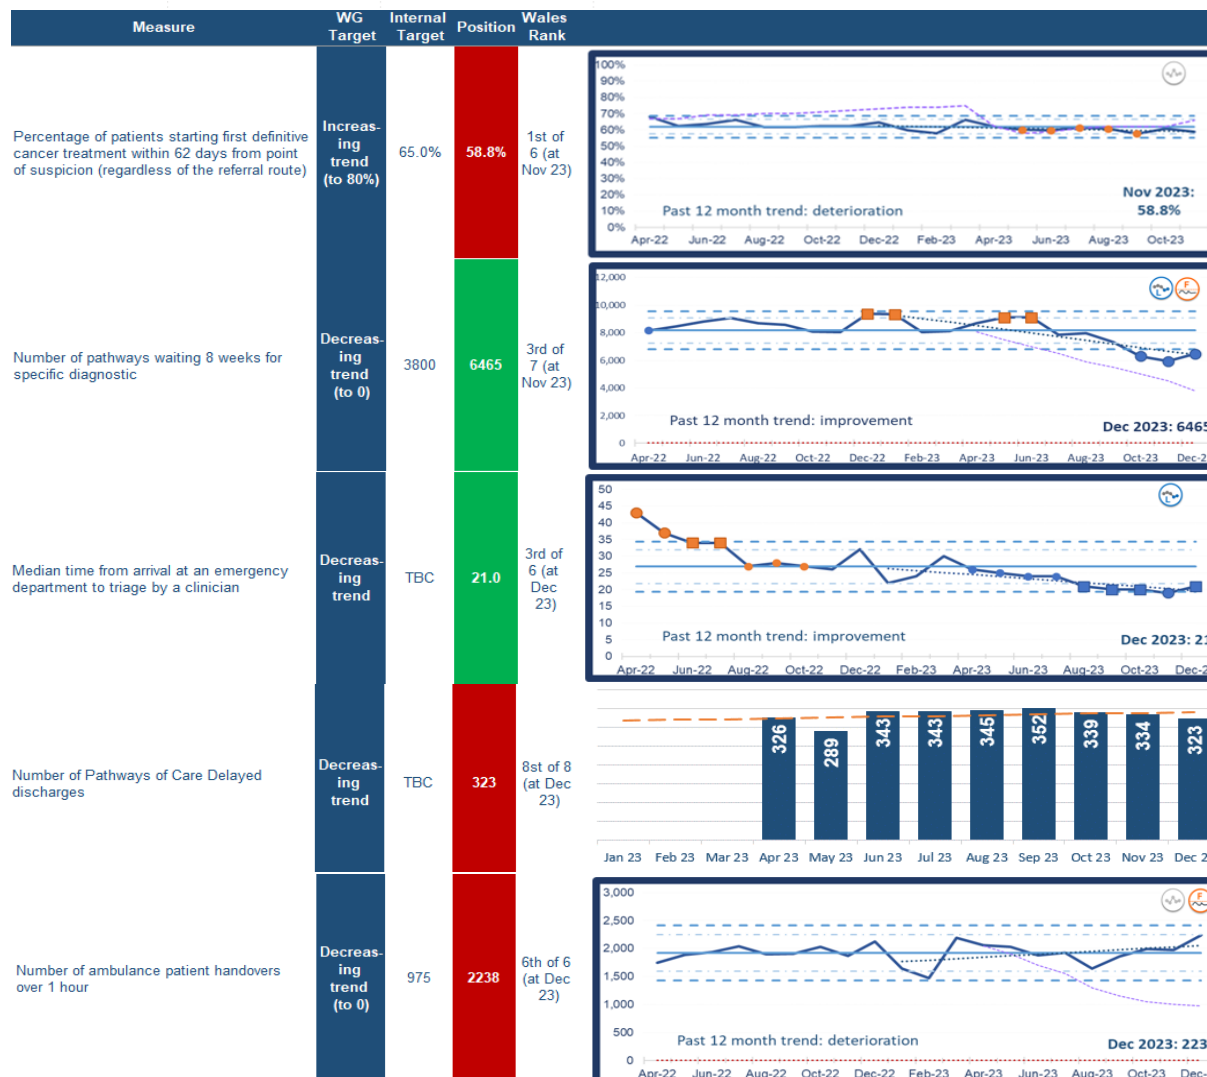 Measure
WG
Target
Internal
Target
Position
Wales
Rank
Percentage of patients starting first definitive
cancer treatment within 62 days from point
of suspicion (regardless of the referral route)
Increas-
ing
trend
(to 80%)
65.0%
58.8%
1st of
6 (at
Nov 23)
100%
90%
80%
70%
60%
50%
40%
30%
20%
10%
0%
Past 12 month trend: deterioration
Nov 2023:
58.8%
Apr-22 Jun-22 Aug-22 Oct-22 Dec-22 Feb-23 Apr-23 Jun-23 Aug-23 Oct-23
Number of pathways waiting 8 weeks for
specific diagnostic
Decreas-
ing
trend
(to 0)
3800
6465
3rd of
7 (at
Nov 23)
12,000
10,000
8,000
6,000
4,000
2,000
0
L
F
Past 12 month trend: improvement
Dec 2023: 6465
Apr-22 Jun-22 Aug-22 Oct-22 Dec-22 Feb-23 Apr-23 Jun-23 Aug-23 Oct-23 Dec-2
Median time from arrival at an emergency
department to triage by a clinician
Decreas-
ing
trend
TBC
21.0
3rd of
6 (at
Dec
23)
50
45
40
35
30
25
20
15
10
5
0
L
Past 12 month trend: improvement
Dec 2023: 21
Apr-22 Jun-22 Aug-22 Oct-22 Dec-22 Feb-23 Apr-23 Jun-23 Aug-23 Oct-23 Dec-2
Number of Pathways of Care Delayed
discharges
Decreas-
ing
trend
TBC
323
8st of 8
(at Dec
23)
326 289 343 343 345 352 339 334 323
Jan 23 Feb 23 Mar 23 Apr 23 May 23 Jun 23 Jul 23 Aug 23 Sep 23 Oct 23 Nov 23 Dec 2
Number of ambulance patient handovers
over 1 hour
Decreas-
ing
trend
(to 0)
975
2238
6th of 6
(at Dec
23)
3,000
2,500
2,000
1,500
1,000
500
0
F
Past 12 month trend: deterioration
Dec 2023: 223
Apr-22 Jun-22 Aug-22 Oct-22 Dec-22 Feb-23 Apr-23 Jun-23 Aug-23 Oct-23 Dec-